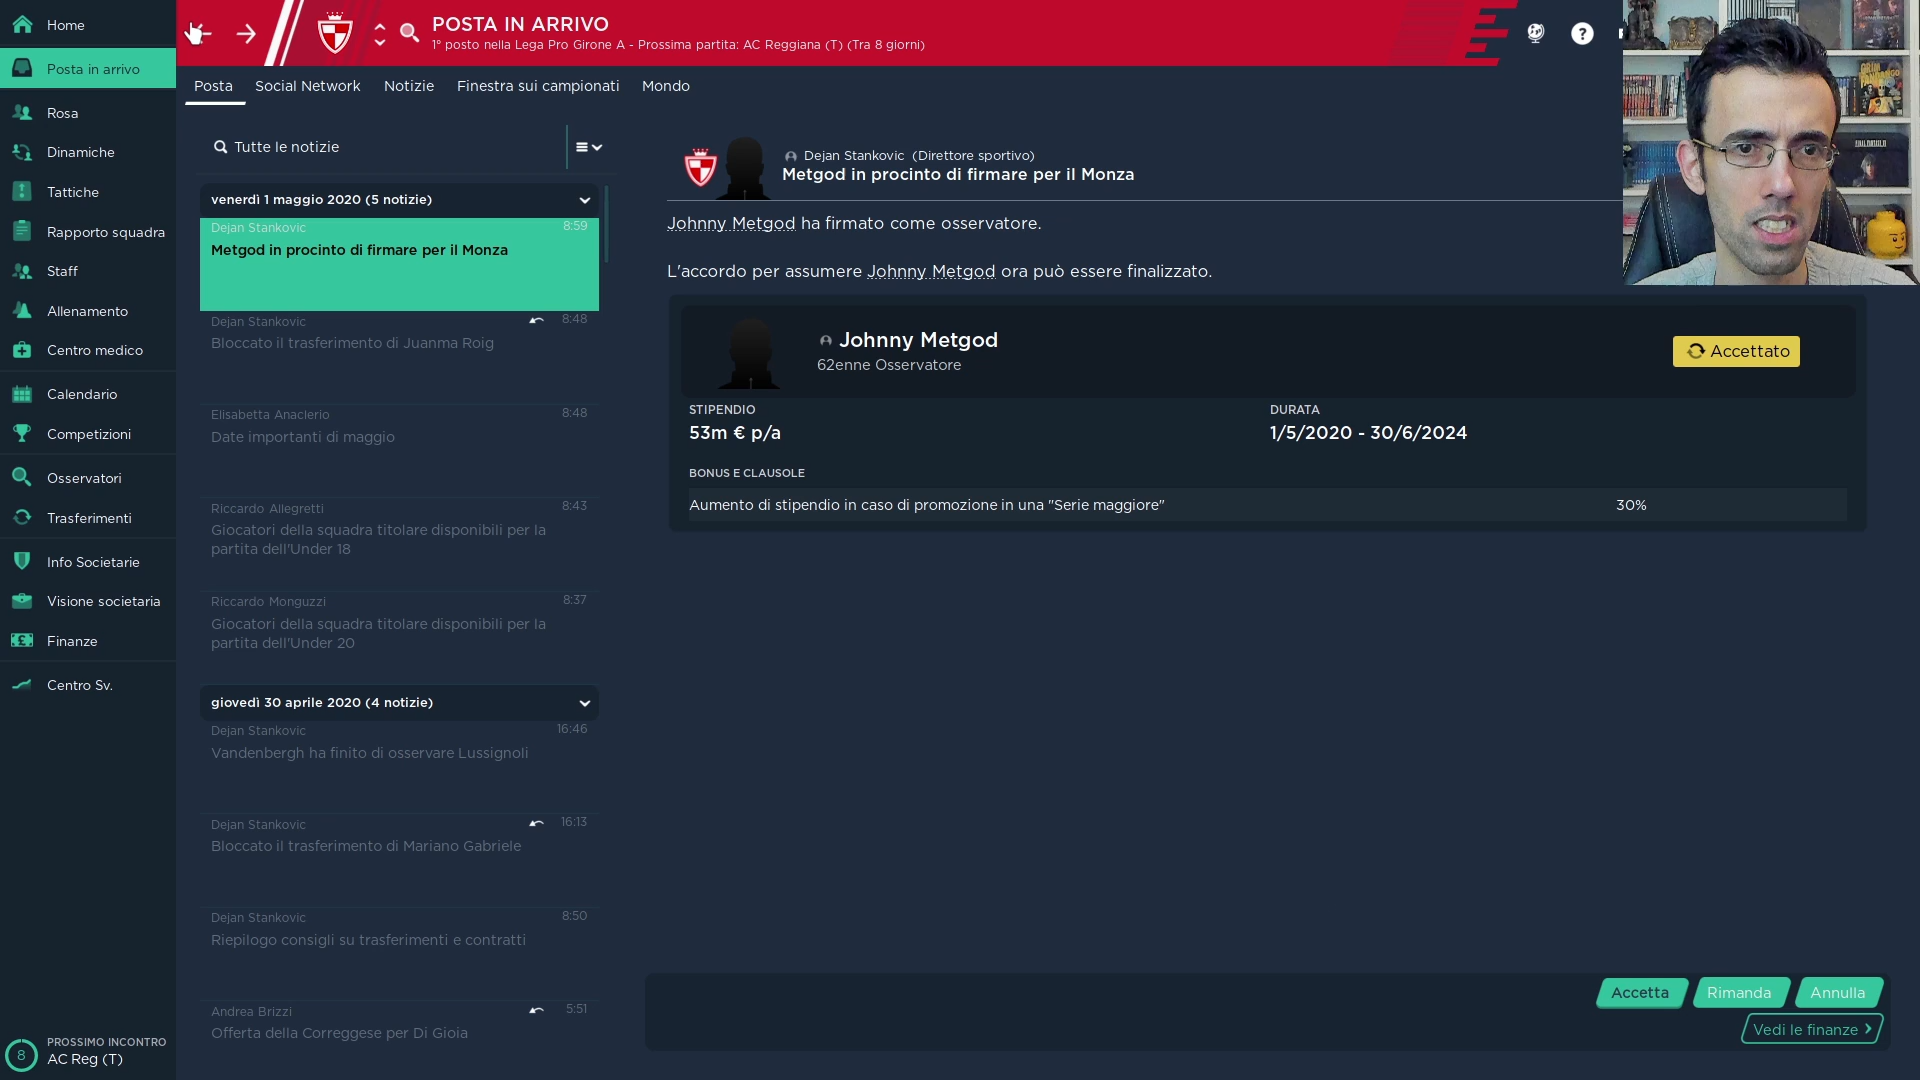 Home
Posta in arrivo
Rosa
Dinamiche
Tattiche
Rapporto squadra
Staff
Allenamento
Centro medico
Calendario
Competizioni
Osservatori
Trasferimenti
Info Societarie
Visione societaria
Finanze
Centro Sv.
8
PROSSIMO INCONTRO
AC Reg (T)
POSTA IN ARRIVO
1° posto nella Lega Pro Girone A - Prossima partita: AC Reggiana (T) (Tra 8 giorni)
?
Posta Social Network Notizie Finestra sui campionati Mondo
Tutte le notizie
venerdì 1 maggio 2020 (5 notizie)
Dejan Stankovic 8:59
Metgod in procinto di firmare per il Monza
Dejan Stankovic 8:48
Bloccato il trasferimento di Juanma Roig
Elisabetta Anaclerio 8:48
Date importanti di maggio
Riccardo Allegretti 8:43
Giocatori della squadra titolare disponibili per la
partita dell'Under 18
Riccardo Monguzzi 8:37
Giocatori della squadra titolare disponibili per la
partita dell'Under 20
giovedì 30 aprile 2020 (4 notizie)
Dejan Stankovic 16:46
Vandenbergh ha finito di osservare Lussignoli
Dejan Stankovic 16:13
Bloccato il trasferimento di Mariano Gabriele
Dejan Stankovic 8:50
Riepilogo consigli su trasferimenti e contratti
Andrea Brizzi 5:51
Offerta della Correggese per Di Gioia
Dejan Stankovic (Direttore sportivo)
Metgod in procinto di firmare per il Monza
Johnny Metgod ha firmato come osservatore.
L'accordo per assumere Johnny Metgod ora può essere finalizzato.
Johnny Metgod
62enne Osservatore
Accettato
STIPENDIO DURATA
53m € p/a 1/5/2020 - 30/6/2024
BONUS E CLAUSOLE
Aumento di stipendio in caso di promozione in una "Serie maggiore" 30%
Accetta Rimanda Annulla
Vedi le finanze
GRIM
FANDANGO